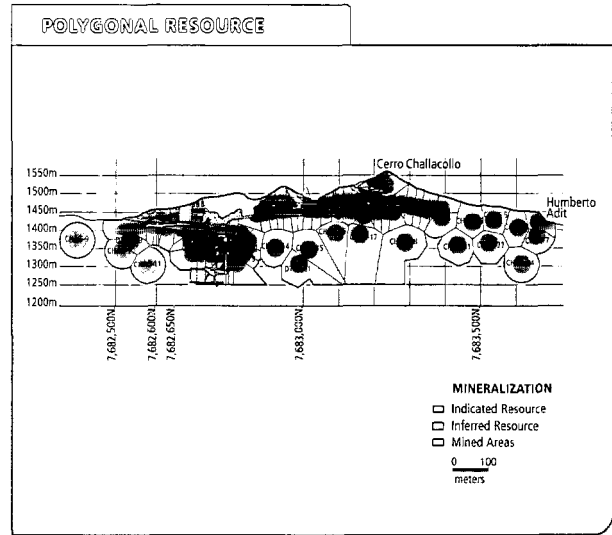 POLYGONAL RESOURCE
Cerro Challacollo
1550m
1500m
1450m
1400m
1350m
1300m
1250m
1200m
Humberto
Adit
7,682,500N
7,682,600N
7,682,650N
7,683,000N
7,683,500N
MINERALIZATION
Indicated Resource
Inferred Resource
Mined Areas
0 100
meters